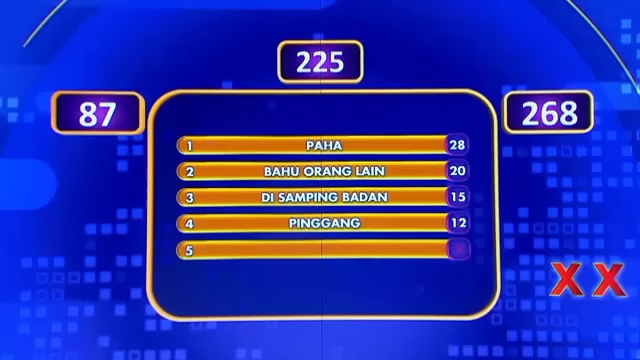 225
87
268
1 PAHA 28
2 BAHU ORANG LAIN 20
3 DI SAMPING BADAN 15
4 PINGGANG 12
5
X X